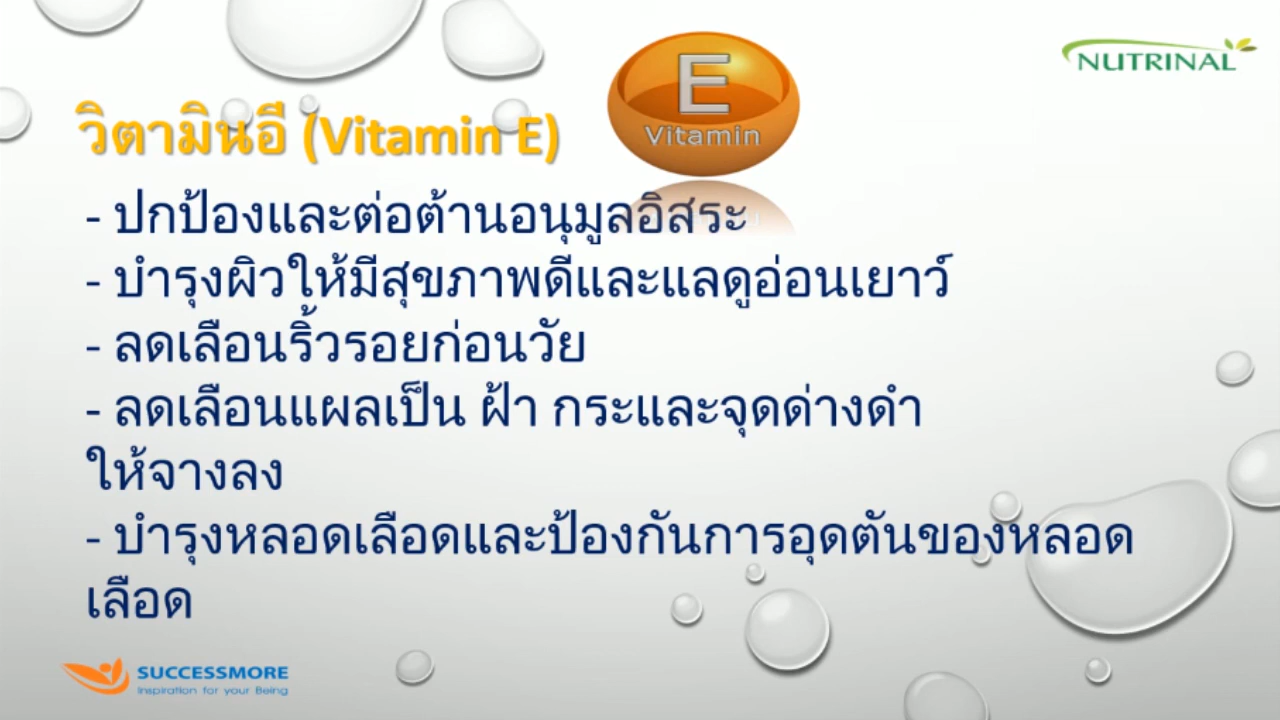 NUTRINAL
E
Vitamin
วิตามินอี (Vitamin E)
- ปกป้องและต่อต้านอนุมูลอิสระ
- บำรุงผิวให้มีสุขภาพดีและแลดูอ่อนเยาว์
- ลดเลือนริ้วรอยก่อนวัย
- ลดเลือนแผลเป็น ฝ้า กระและจุดด่างดำ
ให้จางลง
- บำรุงหลอดเลือดและป้องกันการอุดตันของหลอด
เลือด
SUCCESSMORE
Inspiration for your Being